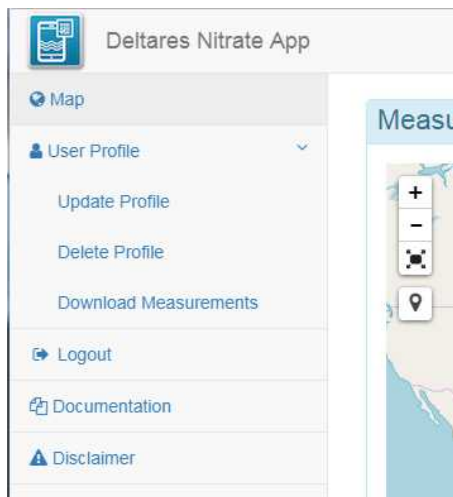 Deltares Nitrate App
Map
User Profile
Update Profile
Delete Profile
Download Measurements
Logout
Documentation
Disclaimer
Measu
+
−